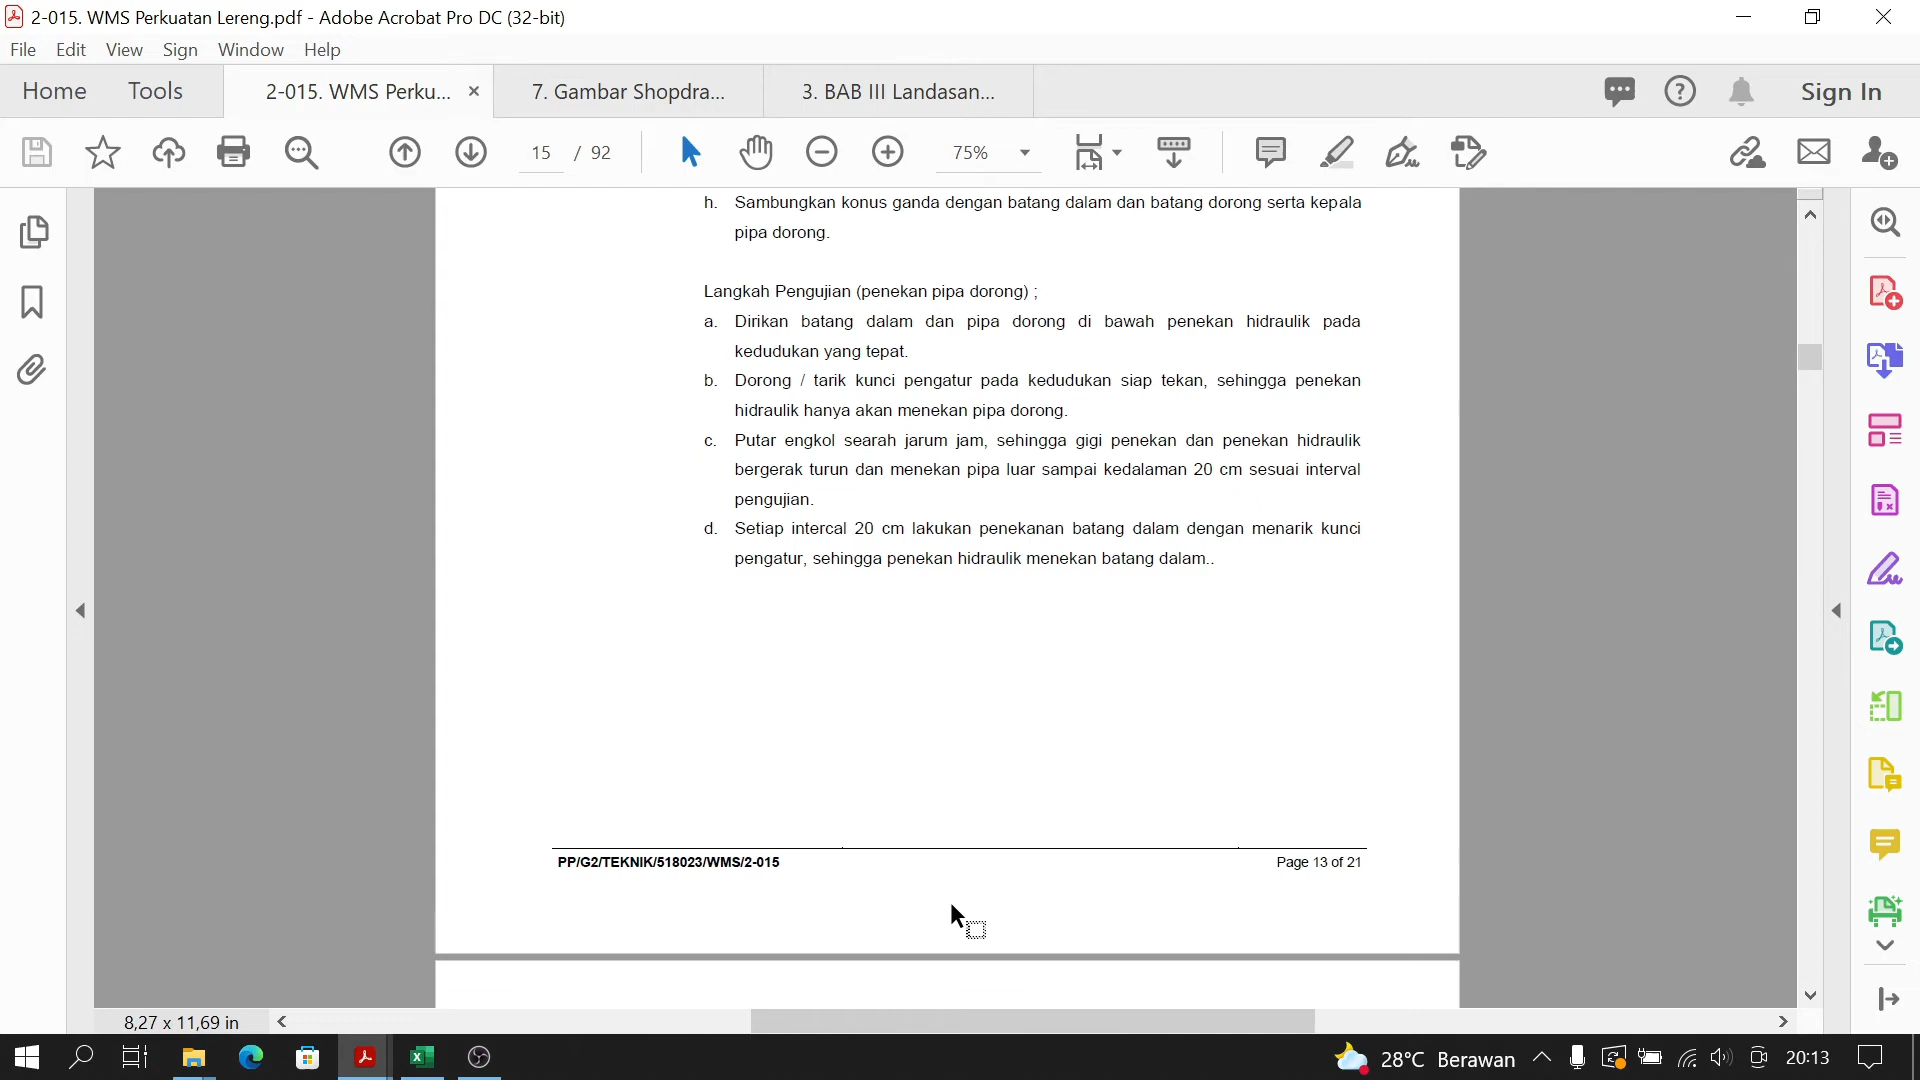 2-015. WMS Perkuatan Lereng.pdf - Adobe Acrobat Pro DC (32-bit)
File Edit View Sign Window Help
Home Tools 2-015. WMS Perku... × 7. Gambar Shopdra... 3. BAB III Landasan... Sign In
15 / 92 75%
h. Sambungkan konus ganda dengan batang dalam dan batang dorong serta kepala
pipa dorong.
Langkah Pengujian (penekan pipa dorong) ;
a. Dirikan batang dalam dan pipa dorong di bawah penekan hidraulik pada
kedudukan yang tepat.
b. Dorong / tarik kunci pengatur pada kedudukan siap tekan, sehingga penekan
hidraulik hanya akan menekan pipa dorong.
c. Putar engkol searah jarum jam, sehingga gigi penekan dan penekan hidraulik
bergerak turun dan menekan pipa luar sampai kedalaman 20 cm sesuai interval
pengujian.
d. Setiap intercal 20 cm lakukan penekanan batang dalam dengan menarik kunci
pengatur, sehingga penekan hidraulik menekan batang dalam..
PP/G2/TEKNIK/518023/WMS/2-015 Page 13 of 21
8,27 x 11,69 in
28°C Berawan 20:13